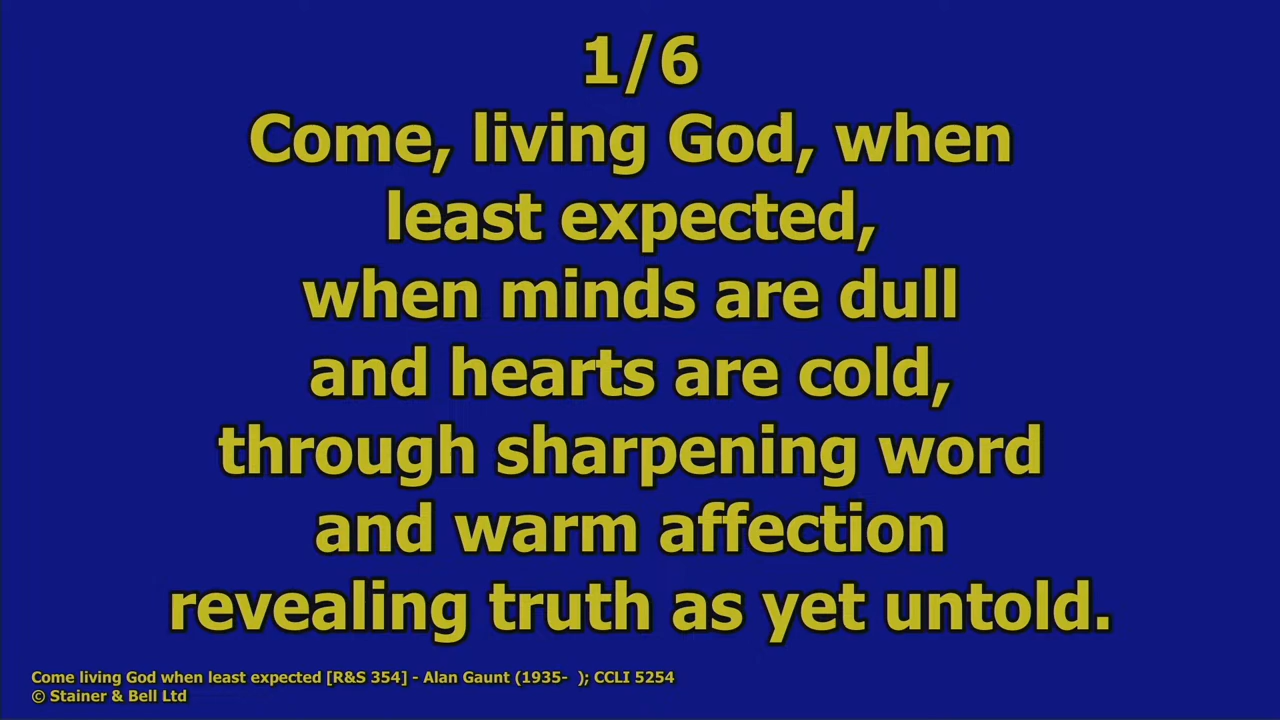 1/6
Come, living God, when
least expected,
when minds are dull
and hearts are cold,
through sharpening word
and warm affection
revealing truth as yet untold.
Come living God when least expected [R&S 354] - Alan Gaunt (1935-  ); CCLI 5254
© Stainer & Bell Ltd